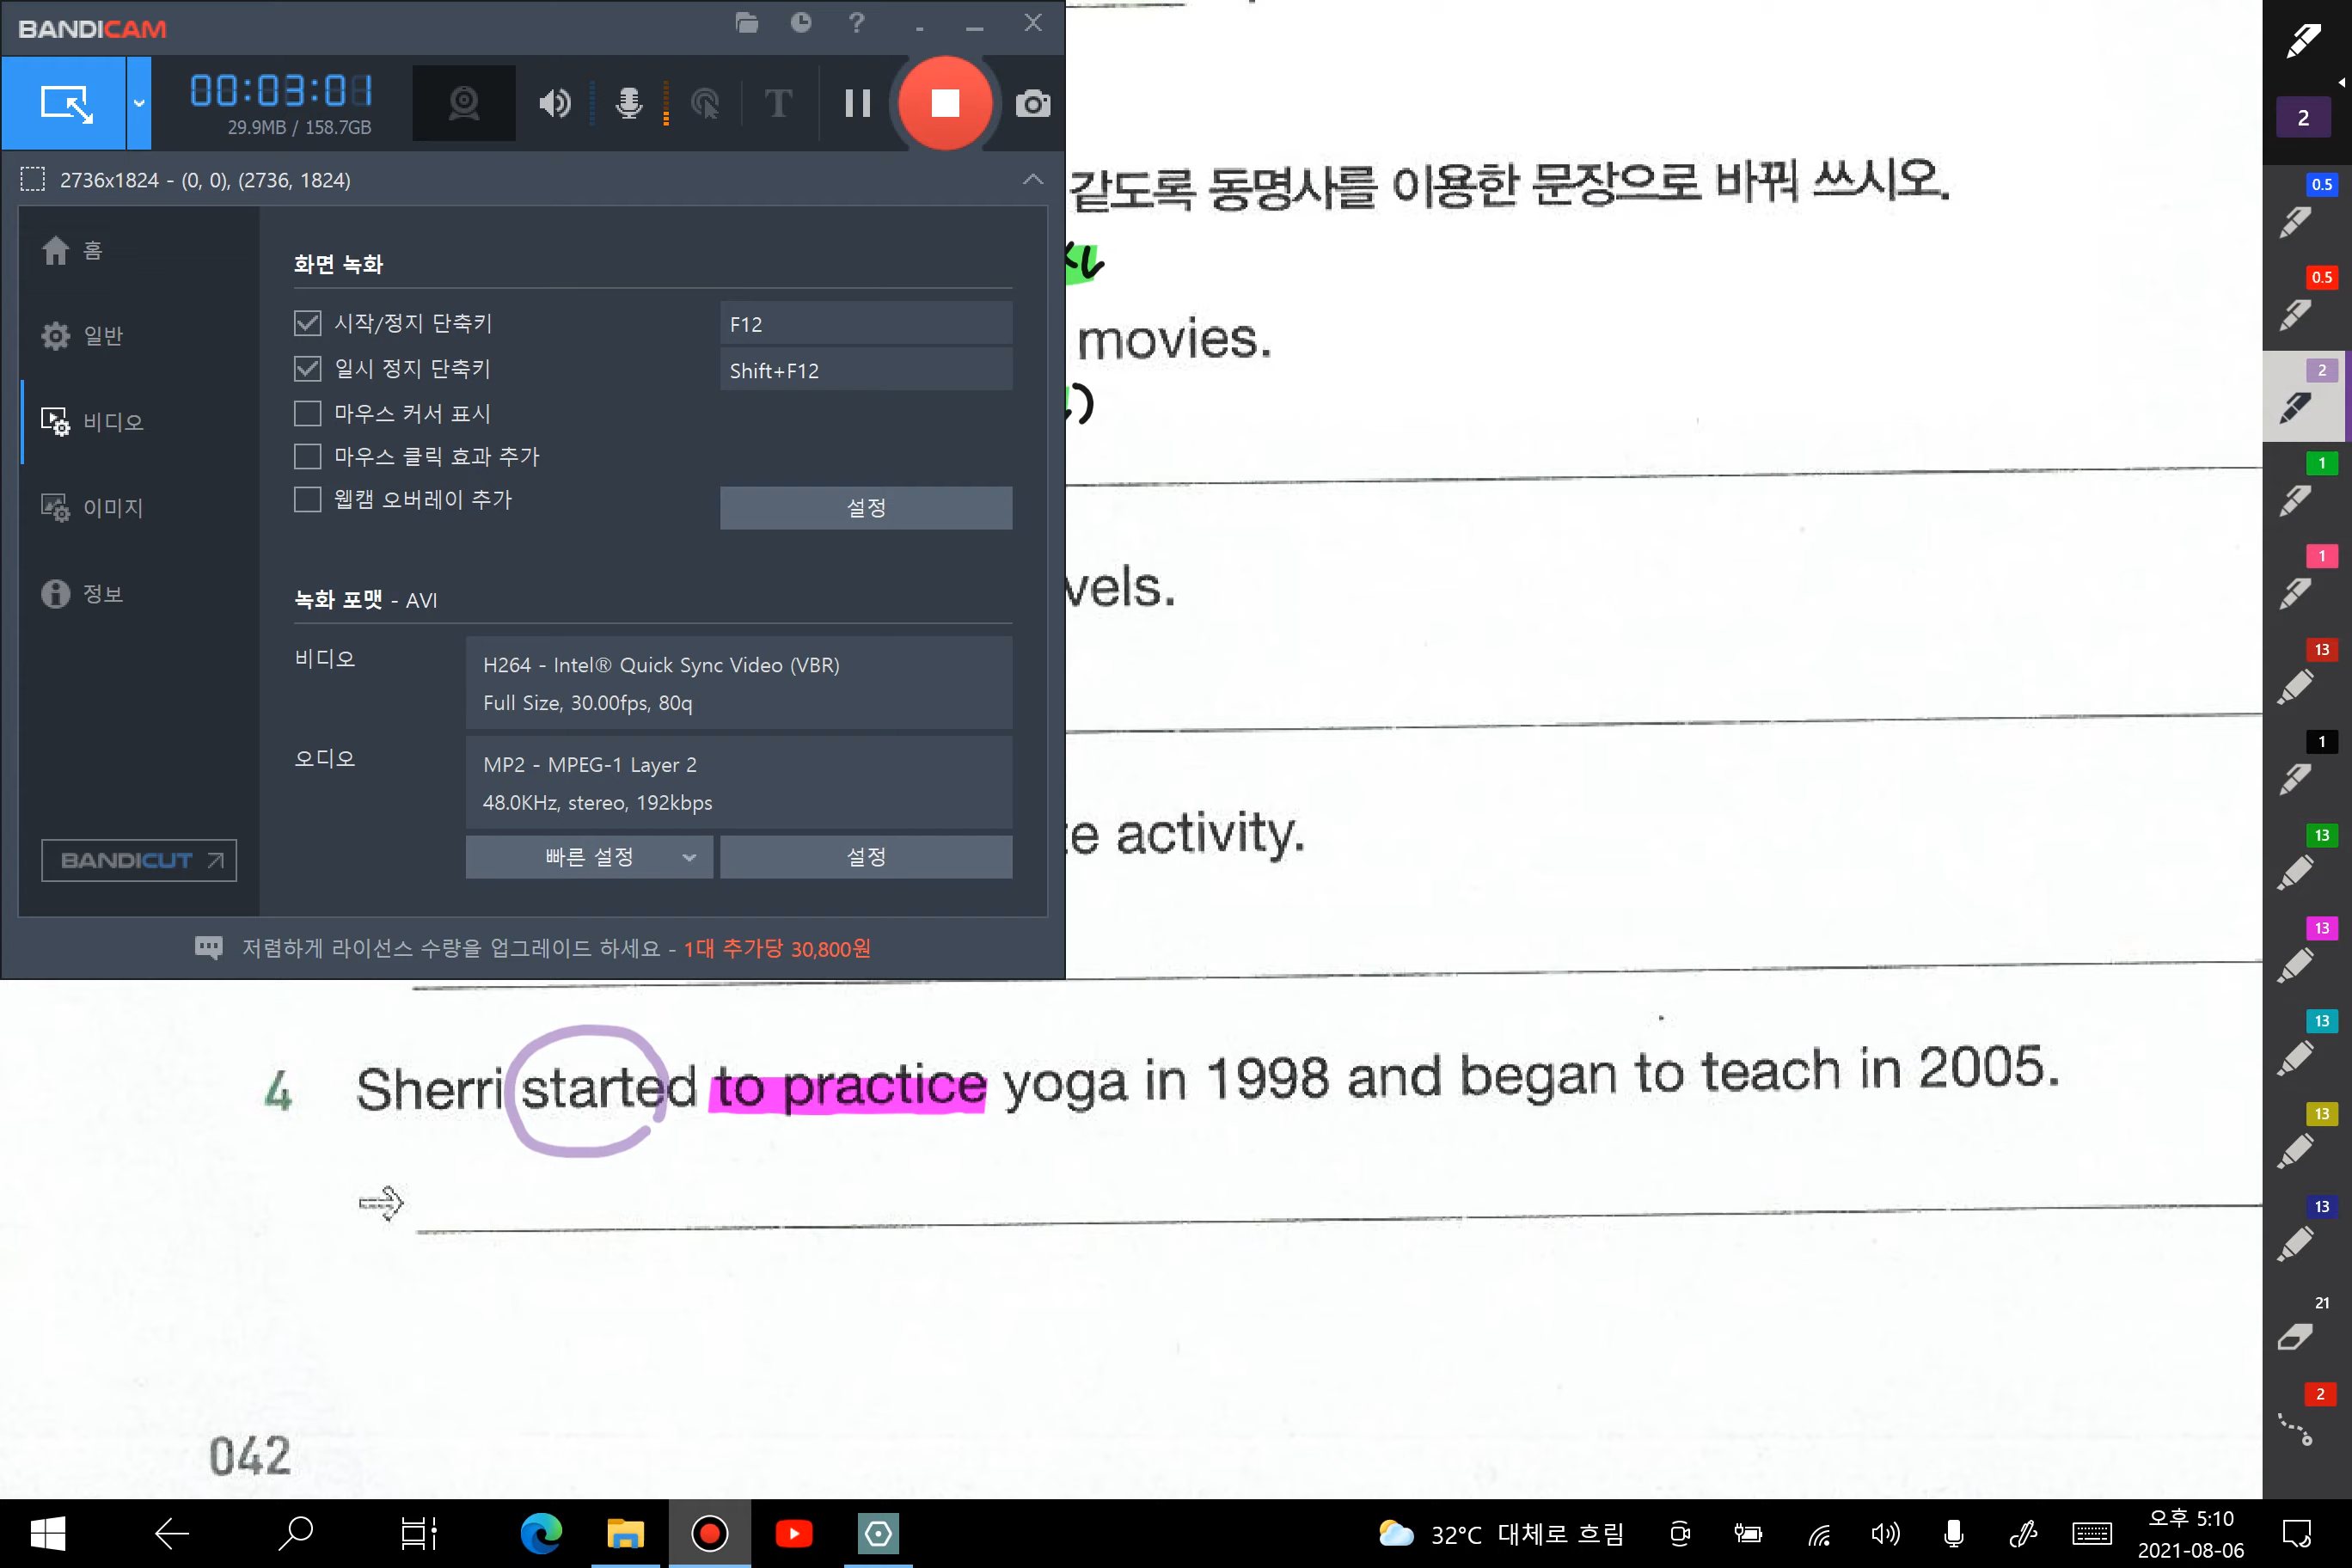 BANDICAM
00:03:01
29.9MB / 158.7GB
2736x1824 - (0, 0), (2736, 1824)
홈
일반
비디오
이미지
정보
BANDICUT
화면 녹화
시작/정지 단축키
F12
일시 정지 단축키
Shift+F12
마우스 커서 표시
마우스 클릭 효과 추가
웹캠 오버레이 추가
설정
녹화 포맷 - AVI
비디오
H264 - Intel® Quick Sync Video (VBR)
Full Size, 30.00fps, 80q
오디오
MP2 - MPEG-1 Layer 2
48.0KHz, stereo, 192kbps
빠른 설정
설정
저렴하게 라이선스 수량을 업그레이드 하세요 - 1대 추가당 30,800원
같도록 동명사를 이용한 문장으로 바꿔 쓰시오.
movies.
vels.
activity.
4 Sherri started to practice yoga in 1998 and began to teach in 2005.
⇨
042
2
0.5
0.5
2
1
1
13
1
13
13
13
13
13
21
2
32°C 대체로 흐림
오후 5:10
2021-08-06